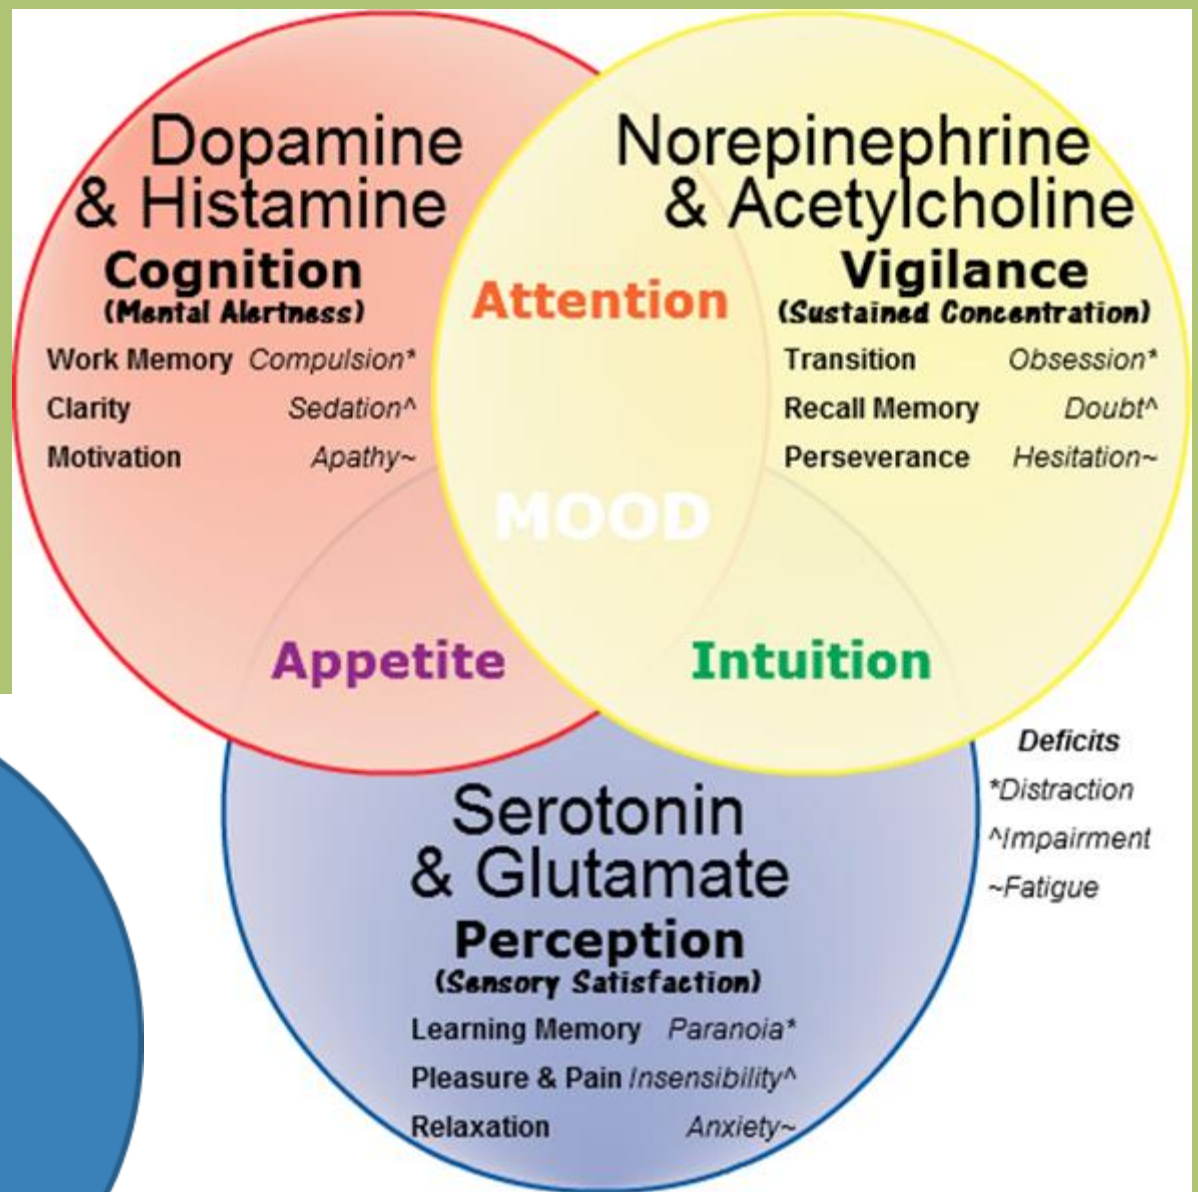 Dopamine
& Histamine
Cognition
(Mental Alertness)
Work Memory Compulsion*
Clarity Sedation^
Motivation Apathy~
Attention
Norepinephrine
& Acetylcholine
Vigilance
(Sustained Concentration)
Transition Obsession*
Recall Memory Doubt^
Perseverance Hesitation~
MOOD
Appetite
Intuition
Serotonin
& Glutamate
Perception
(Sensory Satisfaction)
Learning Memory Paranoia*
Pleasure & Pain Insensibility^
Relaxation Anxiety~
Deficits
*Distraction
^Impairment
~Fatigue